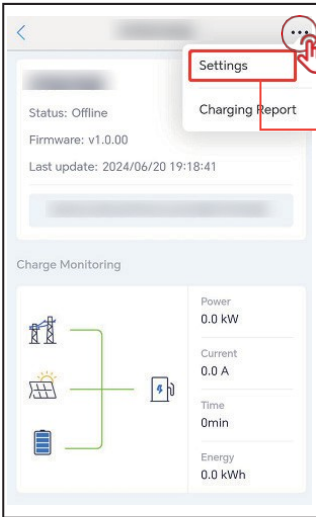 Settings
Charging Report
Status: Offline
Firmware: v1.0.00
Last update: 2024/06/20 19:18:41
Charge Monitoring
Power
0.0 kW
Current
0.0 A
Time
0min
Energy
0.0 kWh